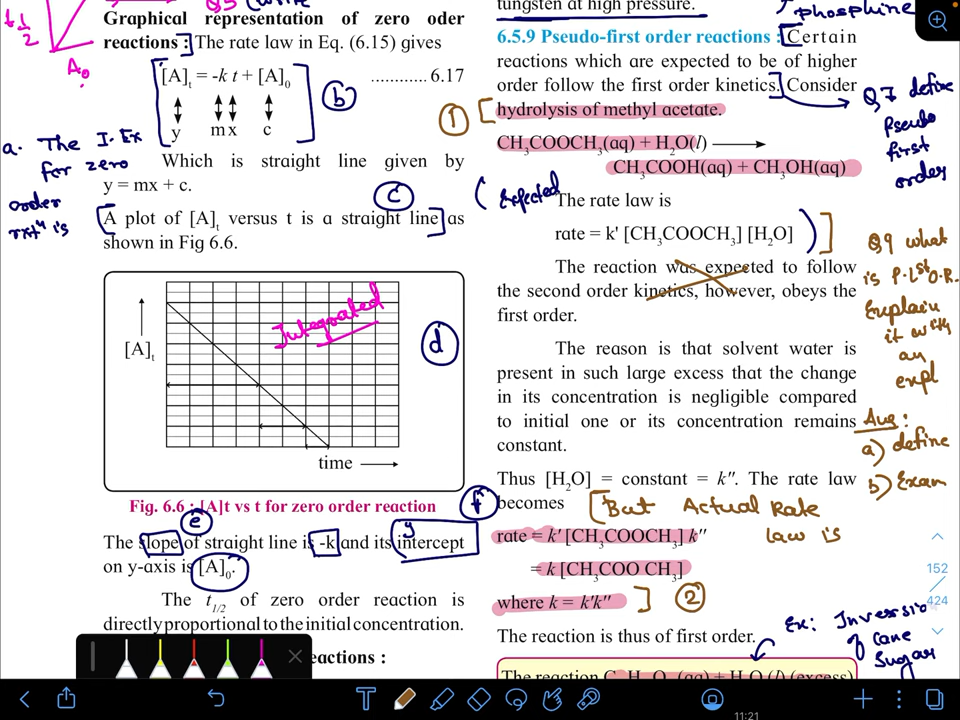 Graphical representation of zero oder
reactions : The rate law in Eq. (6.15) gives
[A]t = -k t + [A]0 ............ 6.17
y m x c
b
Which is straight line given by
y = mx + c.
c
A plot of [A]t versus t is a straight line as
shown in Fig 6.6.
[A]t
Integrated
d
time
Fig. 6.6 : [A]t vs t for zero order reaction
e
f
y
The slope of straight line is -k and its intercept
on y-axis is [A]0.
The t1/2 of zero order reaction is
directly proportional to the initial concentration.
eactions :
t1/2
A0
a. The I. Ex
for zero
order
rxtn is
tungsten at high pressure.
phosphine
6.5.9 Pseudo-first order reactions : Certain
reactions which are expected to be of higher
order follow the first order kinetics. Consider
hydrolysis of methyl acetate.
1
CH3COOCH3(aq) + H2O(l)
CH3COOH(aq) + CH3OH(aq)
Expected
The rate law is
rate = k' [CH3COOCH3] [H2O]
The reaction was expected to follow
the second order kinetics, however, obeys the
first order.
The reason is that solvent water is
present in such large excess that the change
in its concentration is negligible compared
to initial one or its concentration remains
constant.
Thus [H2O] = constant = k". The rate law
becomes
But Actual Rate
law is
rate = k' [CH3COOCH3] k"
= k [CH3COO CH3]
where k = k'k"
2
The reaction is thus of first order.
Ex: Inversio
of Cane
Sugar
Q7 define
Pseudo
first
order
Q9 what
is P.1st O.R.
Explain
it with
an
expl
Ans:
a) define
b) Exam
152
424
11:21